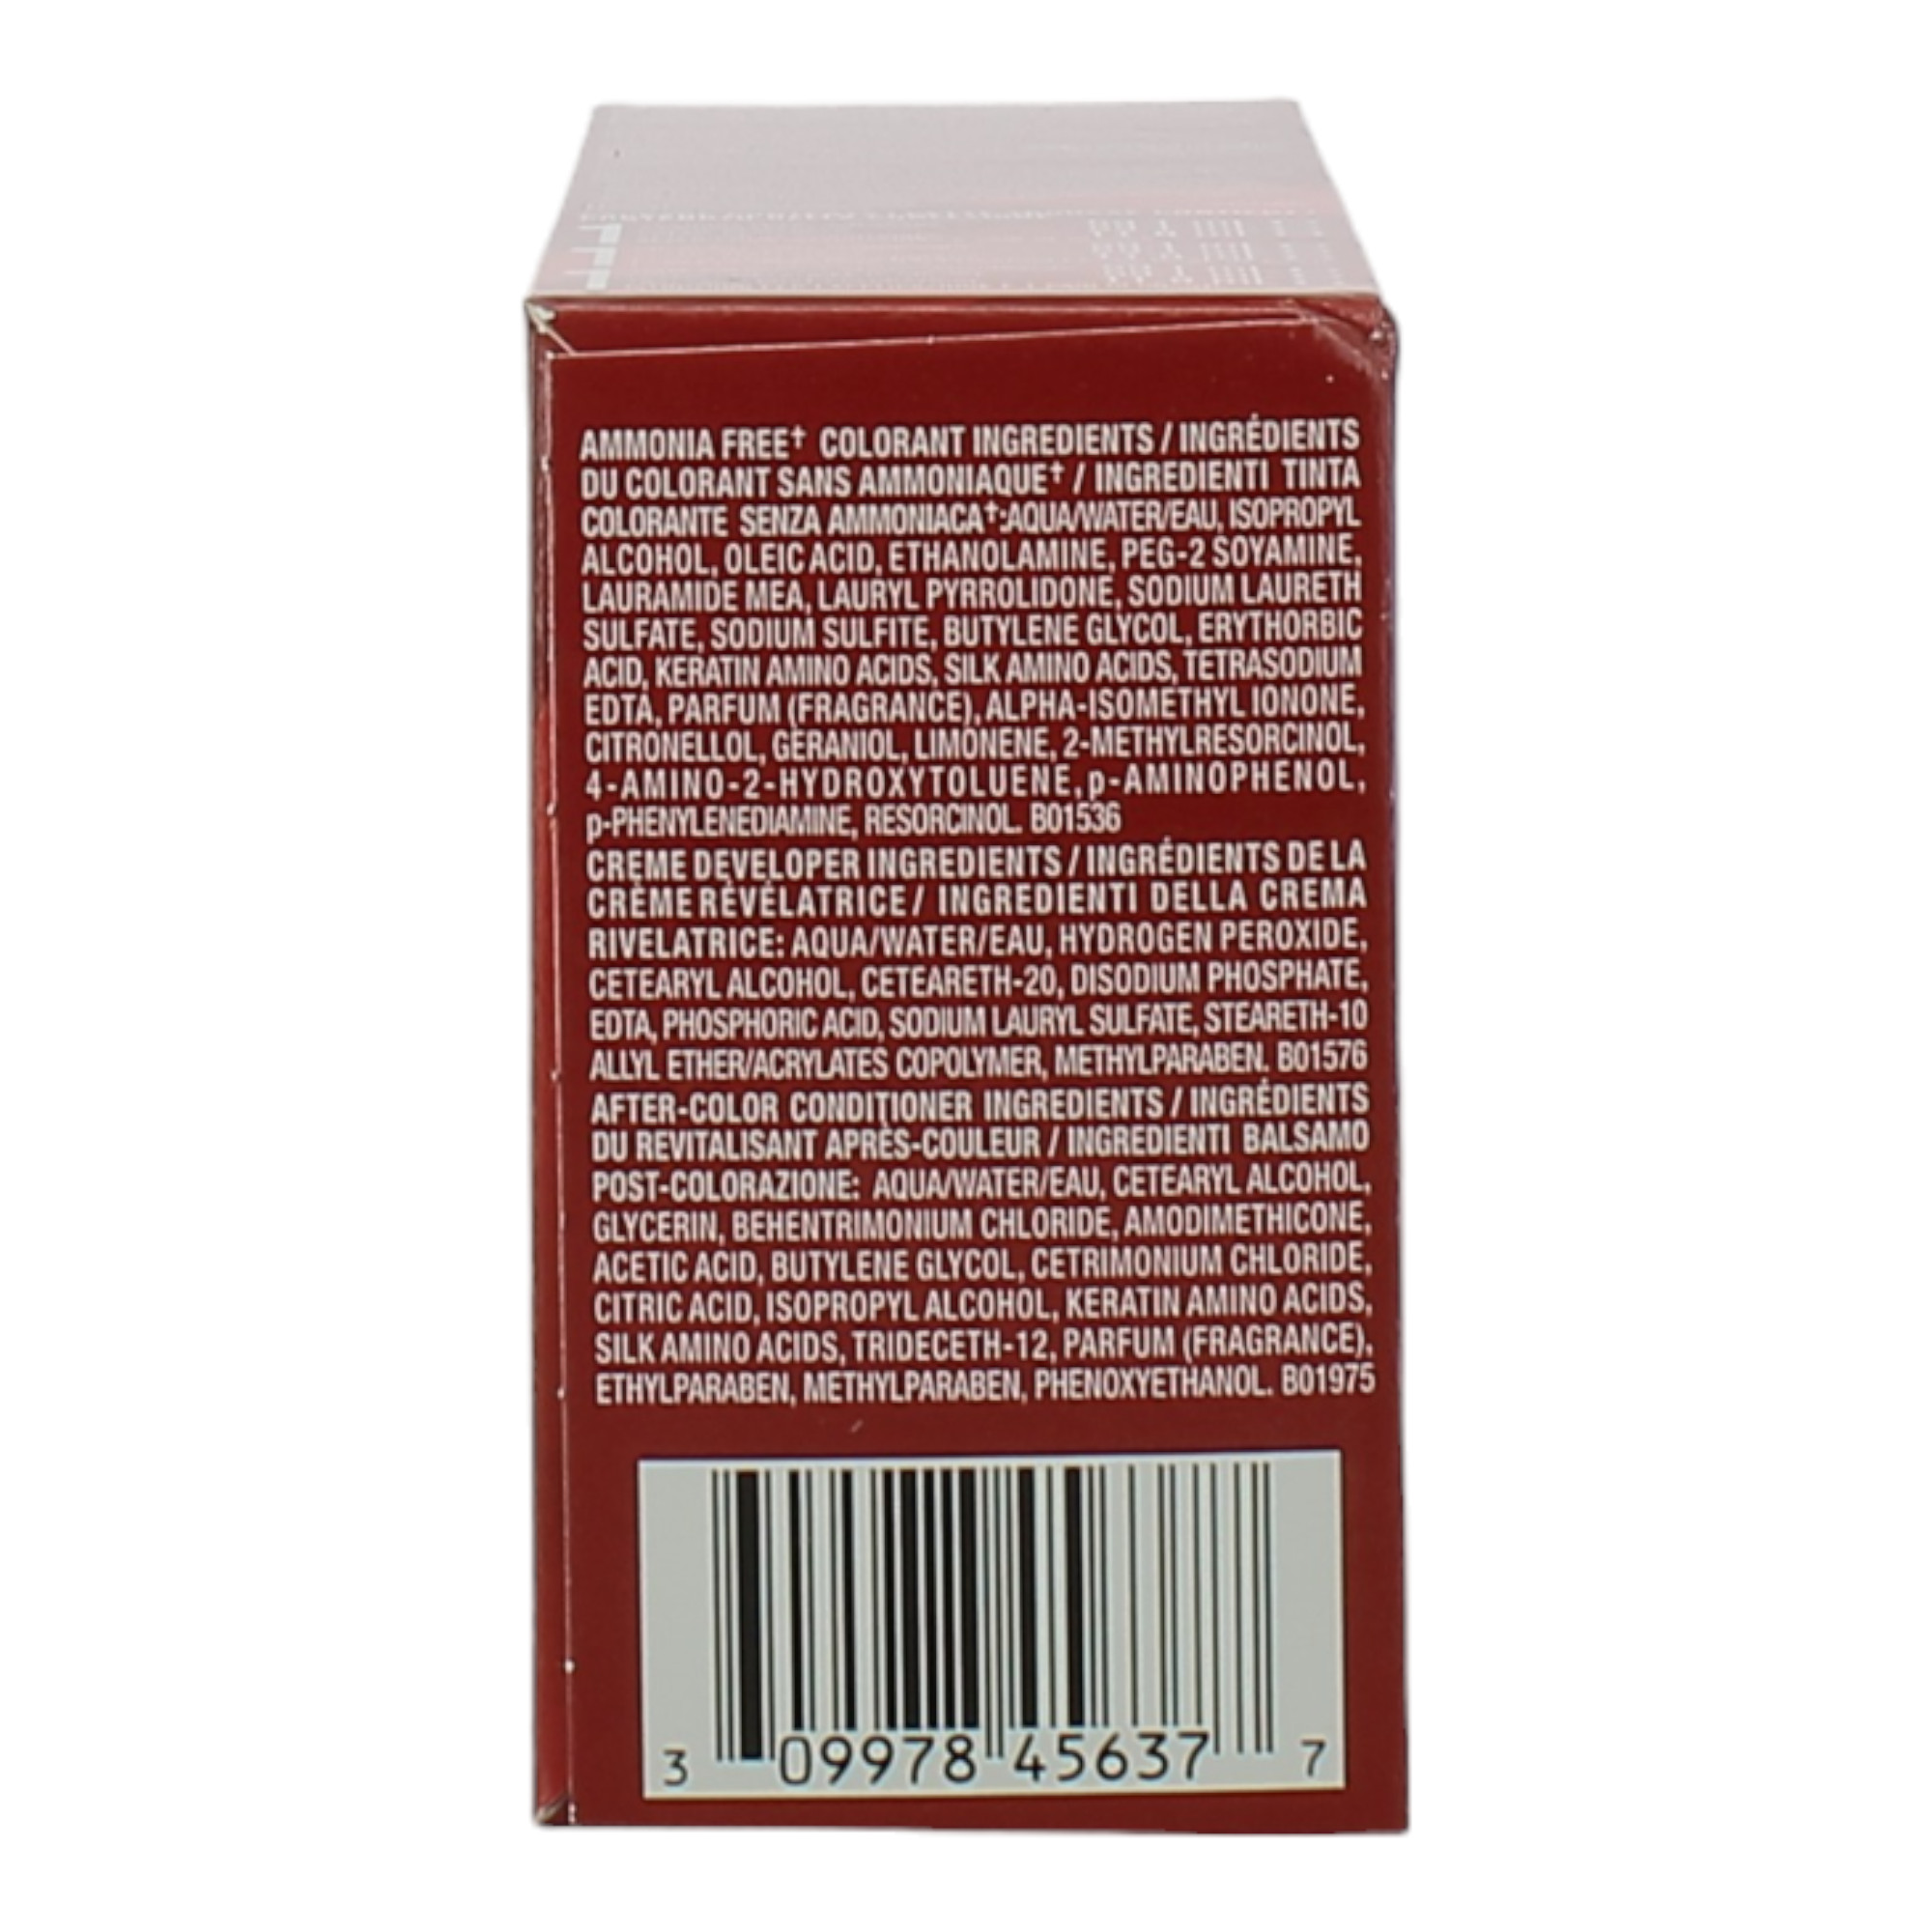 AMMONIA FREE† COLORANT INGREDIENTS / INGRÉDIENTS
DU COLORANT SANS AMMONIAQUE† / INGREDIENTI TINTA
COLORANTE SENZA AMMONIACA†:AQUA/WATER/EAU, ISOPROPYL
ALCOHOL, OLEIC ACID, ETHANOLAMINE, PEG-2 SOYAMINE,
LAURAMIDE MEA, LAURYL PYRROLIDONE, SODIUM LAURETH
SULFATE, SODIUM SULFITE, BUTYLENE GLYCOL, ERYTHORBIC
ACID, KERATIN AMINO ACIDS, SILK AMINO ACIDS, TETRASODIUM
EDTA, PARFUM (FRAGRANCE), ALPHA-ISOMETHYL IONONE,
CITRONELLOL, GERANIOL, LIMONENE, 2-METHYLRESORCINOL,
4-AMINO-2-HYDROXYTOLUENE, p-AMINOPHENOL,
p-PHENYLENEDIAMINE, RESORCINOL. B01536
CREME DEVELOPER INGREDIENTS / INGRÉDIENTS DE LA
CRÈME RÉVÉLATRICE / INGREDIENTI DELLA CREMA
RIVELATRICE: AQUA/WATER/EAU, HYDROGEN PEROXIDE,
CETEARYL ALCOHOL, CETEARETH-20, DISODIUM PHOSPHATE,
EDTA, PHOSPHORIC ACID, SODIUM LAURYL SULFATE, STEARETH-10
ALLYL ETHER/ACRYLATES COPOLYMER, METHYLPARABEN. B01576
AFTER-COLOR CONDITIONER INGREDIENTS / INGRÉDIENTS
DU REVITALISANT APRÈS-COULEUR / INGREDIENTI BALSAMO
POST-COLORAZIONE: AQUA/WATER/EAU, CETEARYL ALCOHOL,
GLYCERIN, BEHENTRIMONIUM CHLORIDE, AMODIMETHICONE,
ACETIC ACID, BUTYLENE GLYCOL, CETRIMONIUM CHLORIDE,
CITRIC ACID, ISOPROPYL ALCOHOL, KERATIN AMINO ACIDS,
SILK AMINO ACIDS, TRIDECETH-12, PARFUM (FRAGRANCE),
ETHYLPARABEN, METHYLPARABEN, PHENOXYETHANOL. B01975
3 09978 45637 7